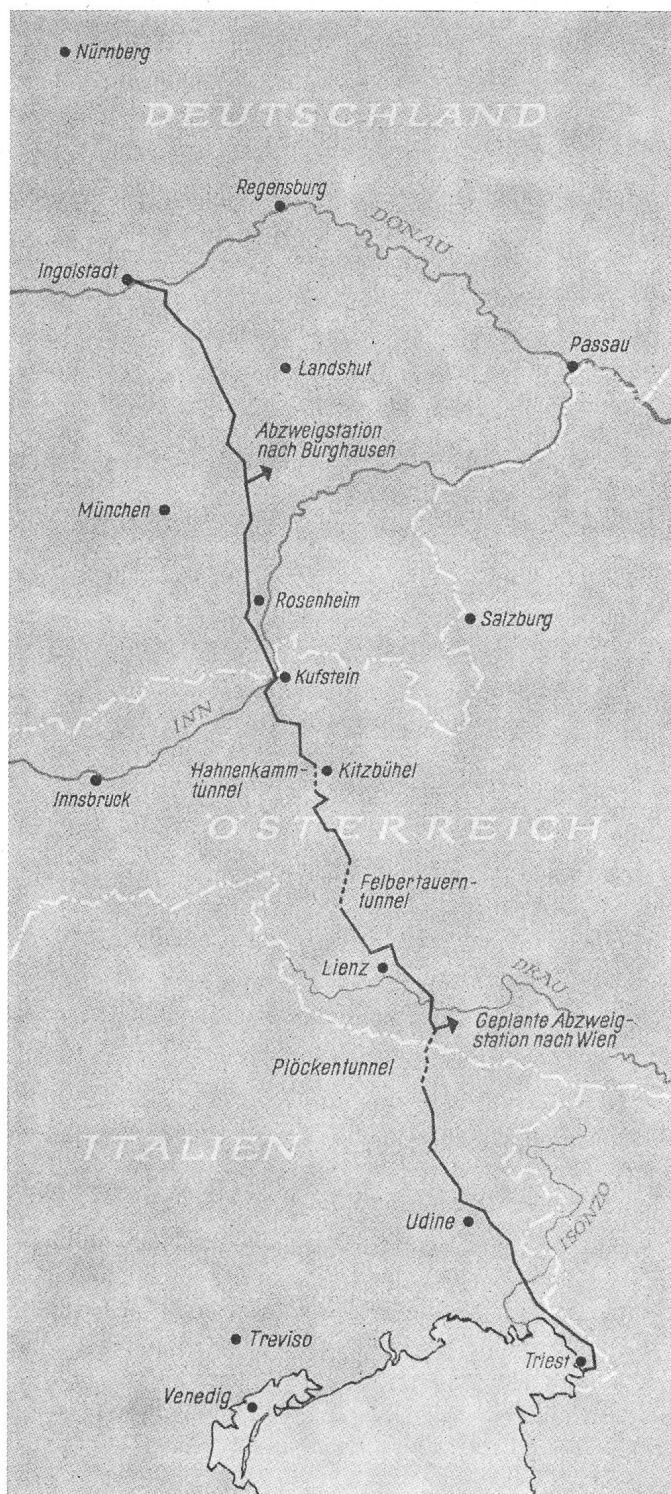 Nürnberg
DEUTSCHLAND
Regensburg
DONAU
Ingolstadt
Passau
Landshut
Abzweigstation
nach Burghausen
München
Rosenheim
Salzburg
Kufstein
INN
Hahnenkamm-
tunnel
Kitzbühel
Innsbruck
ÖSTERREICH
Felbertauern-
tunnel
Lienz
DRAU
Geplante Abzweig-
station nach Wien
Plöckentunnel
ITALIEN
Udine
ISONZO
Treviso
Triest
Venedig